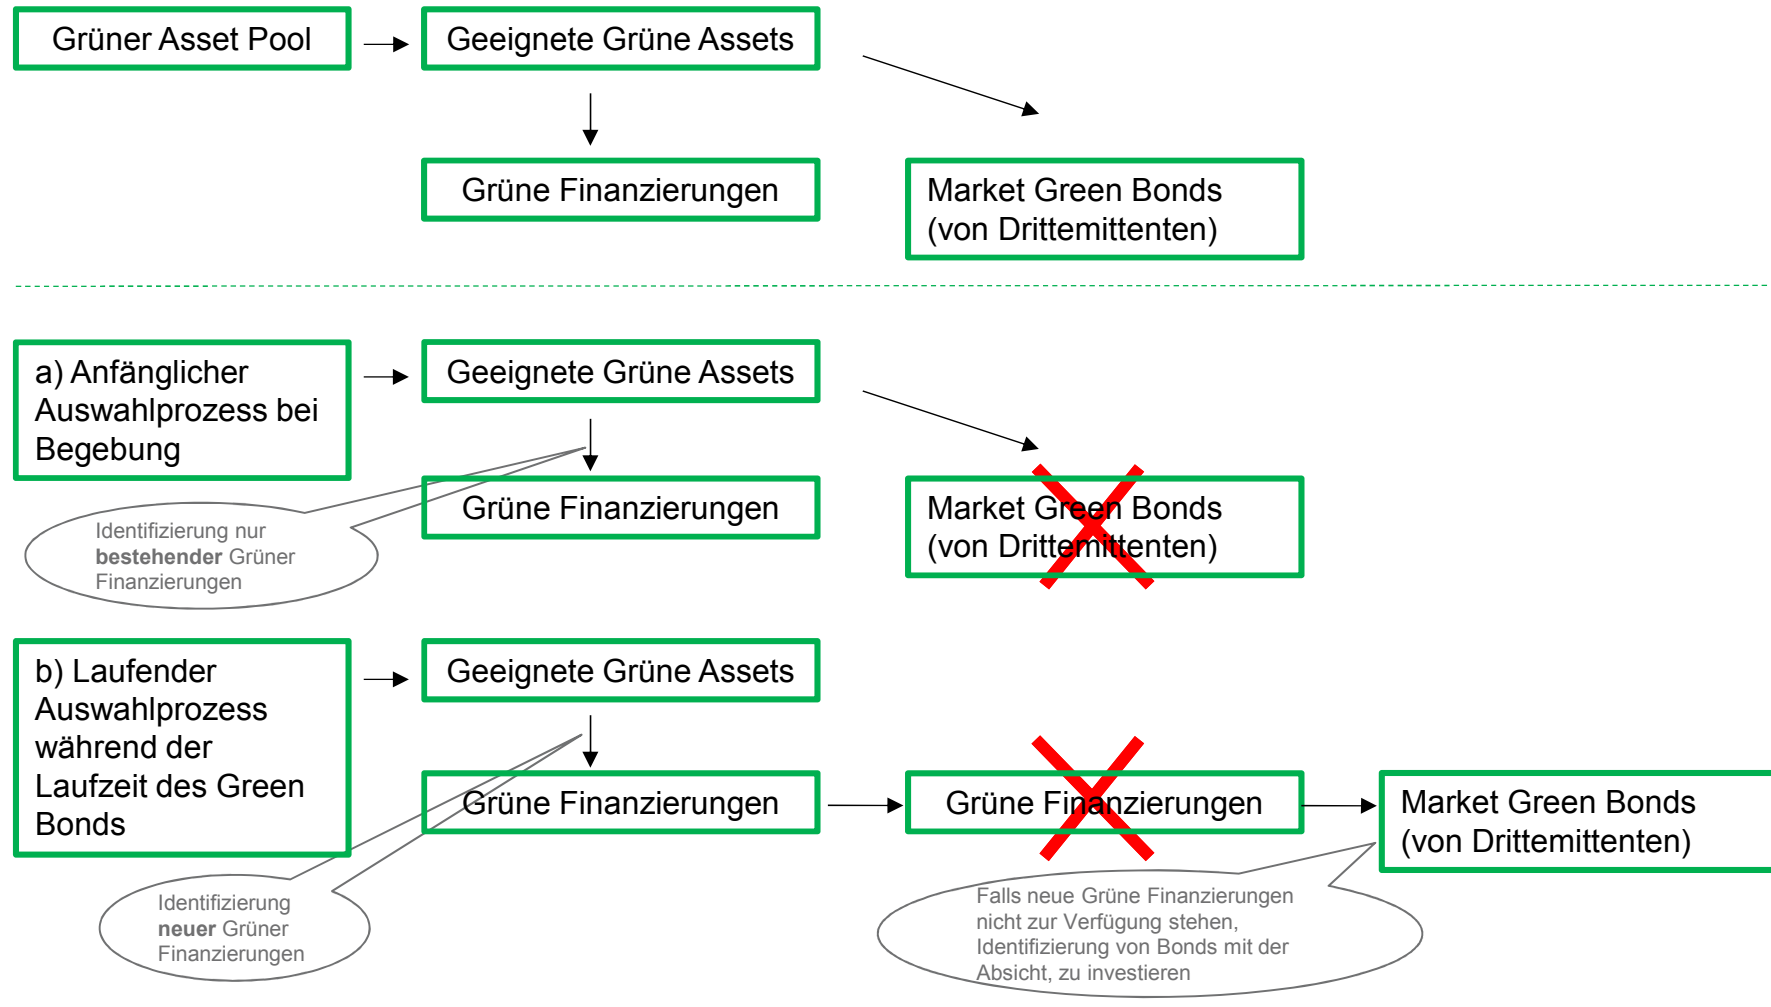 Grüner Asset Pool
Geeignete Grüne Assets
Grüne Finanzierungen
Market Green Bonds
(von Drittemittenten)
a) Anfänglicher
Auswahlprozess bei
Begebung
Geeignete Grüne Assets
Grüne Finanzierungen
Market Green Bonds
(von Drittemittenten)
Identifizierung nur
bestehender Grüner
Finanzierungen
b) Laufender
Auswahlprozess
während der
Laufzeit des Green
Bonds
Geeignete Grüne Assets
Grüne Finanzierungen
Grüne Finanzierungen
Market Green Bonds
(von Drittemittenten)
Identifizierung
neuer Grüner
Finanzierungen
Falls neue Grüne Finanzierungen
nicht zur Verfügung stehen,
Identifizierung von Bonds mit der
Absicht, zu investieren